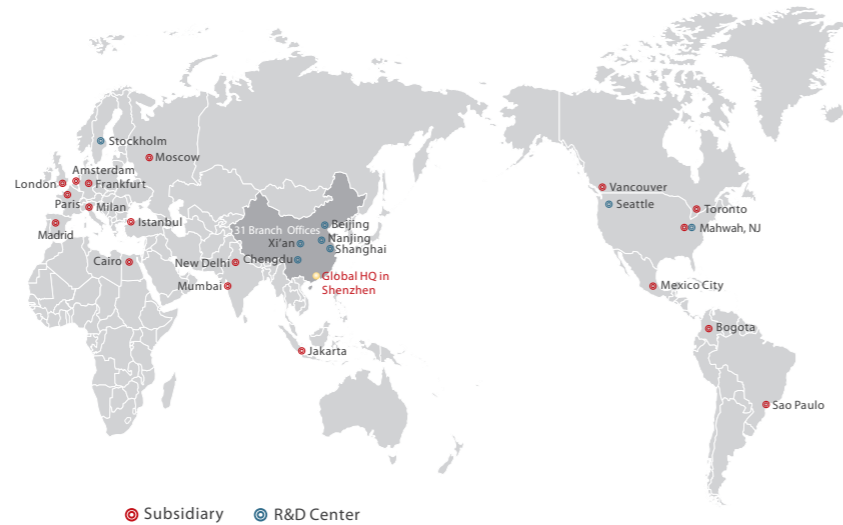 Stockholm
Moscow
Amsterdam
London
Frankfurt
Paris
Milan
Madrid
Istanbul
Cairo
31 Branch Offices
Beijing
Nanjing
Xi'an
Shanghai
Chengdu
New Delhi
Mumbai
Global HQ in
Shenzhen
Jakarta
Vancouver
Seattle
Toronto
Mahwah, NJ
Mexico City
Bogota
Sao Paulo
Subsidiary
R&D Center